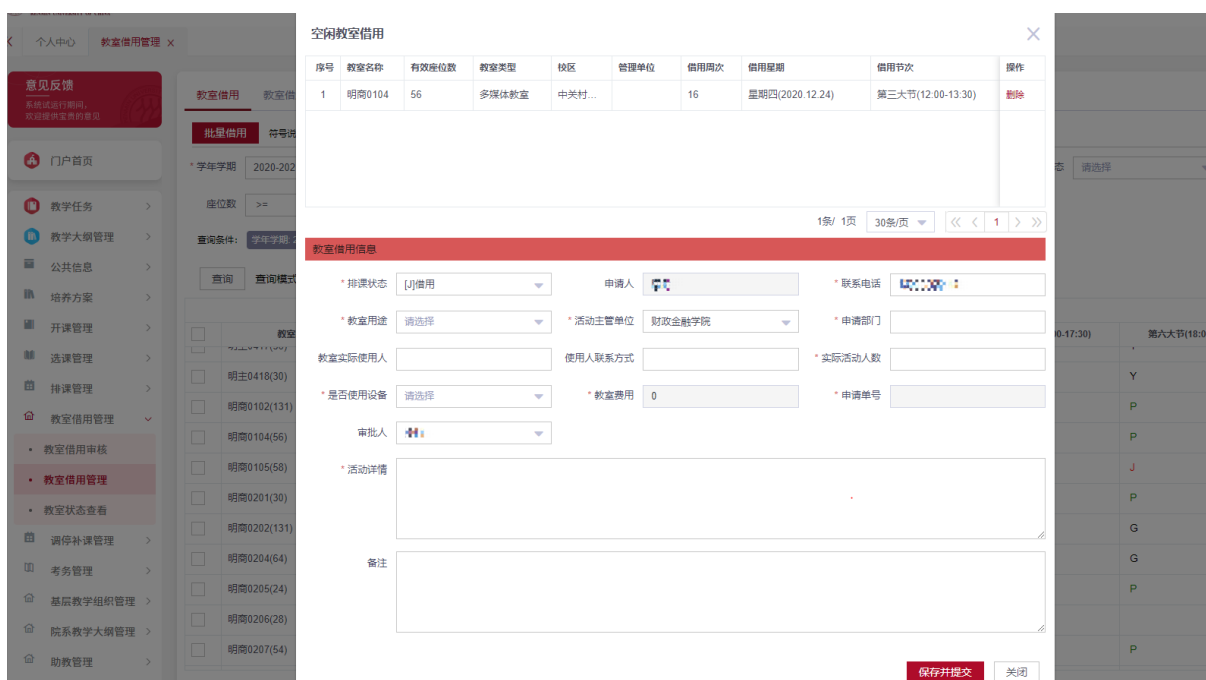 个人中心 教室借用管理 x
意见反馈
系统试运行期间，
欢迎提供宝贵的意见
门户首页
教学任务
教学大纲管理
公共信息
培养方案
开课管理
选课管理
排课管理
教室借用管理
教室借用审核
教室借用管理
教室状态查看
调停补课管理
考务管理
基层教学组织管理
院系教学大纲管理
助教管理
教室借用 教室借
批量借用 符号说
* 学年学期 2020-202
态 请选择
座位数 >=
查询条件: 学年学期: 2
查询 查询模式
教室
0-17:30) 第六大节(18:0
明主0418(30) Y
明商0102(131) P
明商0104(56) P
明商0105(58) J
明商0201(30) P
明商0202(131) G
明商0204(64) G
明商0205(24) P
明商0206(28)
明商0207(54) P
空闲教室借用
序号 教室名称 有效座位数 教室类型 校区 管理单位 借用周次 借用星期 借用节次 操作
1 明商0104 56 多媒体教室 中关村... 16 星期四(2020.12.24) 第三大节(12:00-13:30) 删除
1条/ 1页 30条/页 1
教室借用信息
* 排课状态 [J]借用 申请人 * 联系电话
* 教室用途 请选择 * 活动主管单位 财政金融学院 * 申请部门
教室实际使用人 使用人联系方式 * 实际活动人数
* 是否使用设备 请选择 * 教室费用 0 * 申请单号
审批人
* 活动详情
备注
保存并提交 关闭